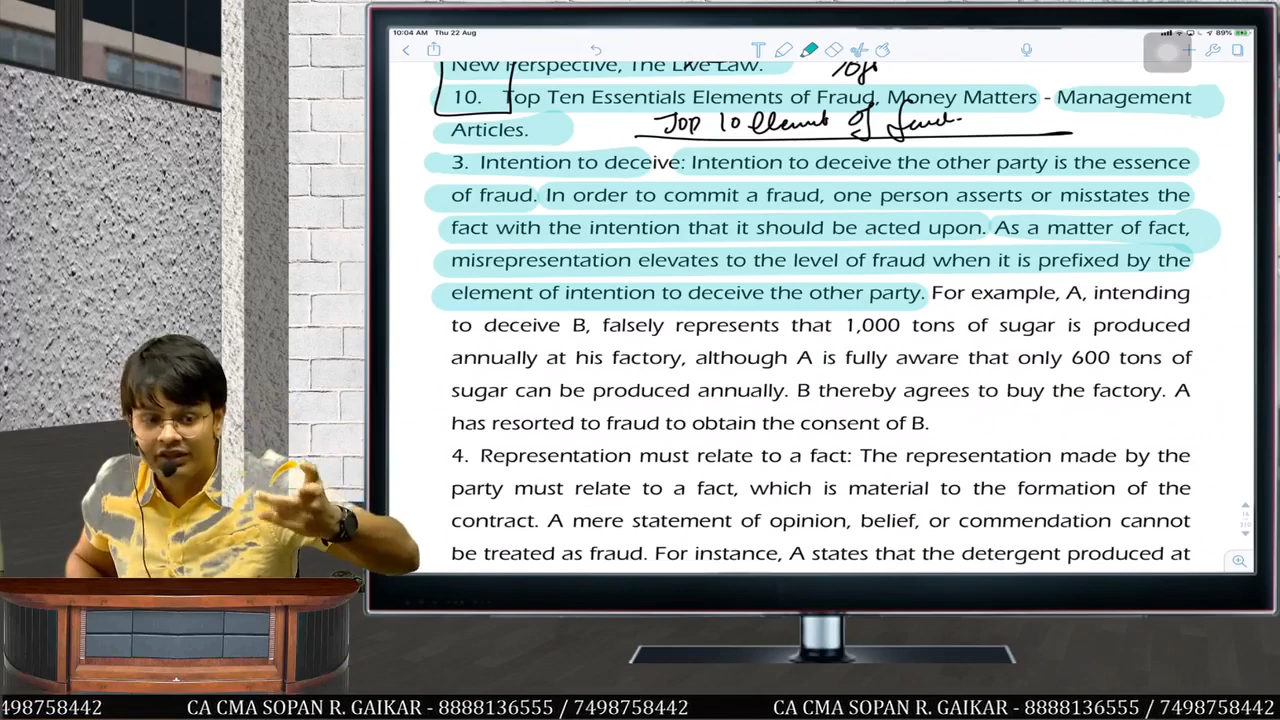 10:04 AM Thu 22 Aug
89%
New Perspective, The Live Law.
10. Top Ten Essentials Elements of Fraud, Money Matters - Management
Top 10 Elements of fraud.
Articles.
3. Intention to deceive: Intention to deceive the other party is the essence
of fraud. In order to commit a fraud, one person asserts or misstates the
fact with the intention that it should be acted upon. As a matter of fact,
misrepresentation elevates to the level of fraud when it is prefixed by the
element of intention to deceive the other party. For example, A, intending
to deceive B, falsely represents that 1,000 tons of sugar is produced
annually at his factory, although A is fully aware that only 600 tons of
sugar can be produced annually. B thereby agrees to buy the factory. A
has resorted to fraud to obtain the consent of B.
4. Representation must relate to a fact: The representation made by the
party must relate to a fact, which is material to the formation of the
contract. A mere statement of opinion, belief, or commendation cannot
be treated as fraud. For instance, A states that the detergent produced at
498758442 CA CMA SOPAN R. GAIKAR - 8888136555 / 7498758442 CA CMA SOPAN R. GAIKAR - 8888136555 / 7498758442